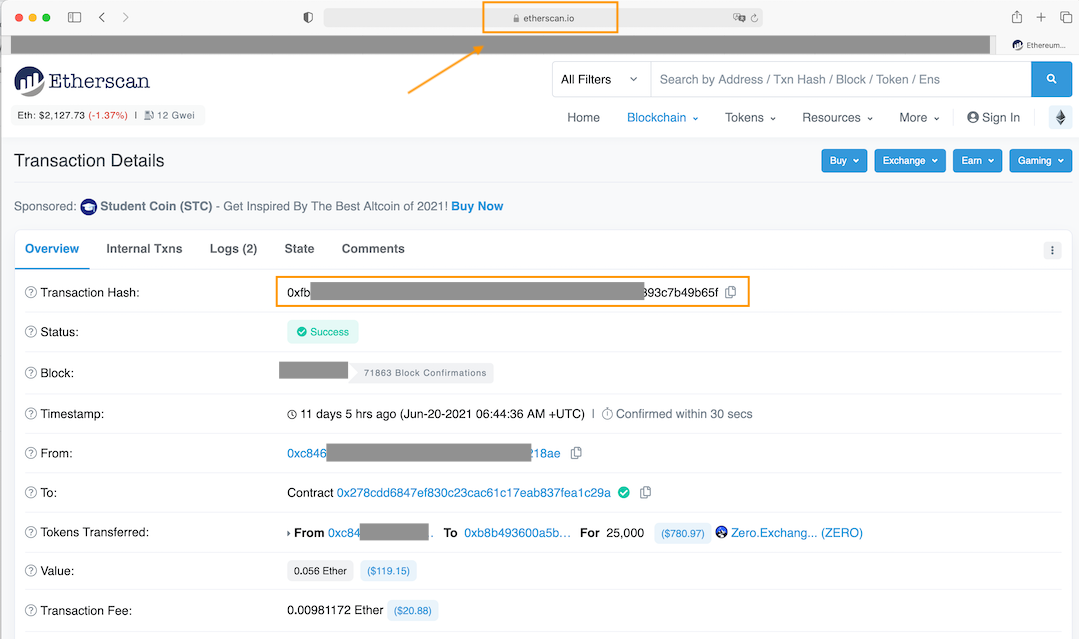 etherscan.io
Ethereum...
Etherscan
All Filters Search by Address / Txn Hash / Block / Token / Ens
Eth: $2,127.73 (-1.37%) | 12 Gwei
Home Blockchain Tokens Resources More Sign In
Transaction Details
Buy Exchange Earn Gaming
Sponsored: Student Coin (STC) - Get Inspired By The Best Altcoin of 2021! Buy Now
Overview Internal Txns Logs (2) State Comments
Transaction Hash: 0xfb 393c7b49b65f
Status: Success
Block: 71863 Block Confirmations
Timestamp: 11 days 5 hrs ago (Jun-20-2021 06:44:36 AM +UTC) | Confirmed within 30 secs
From: 0xc846 218ae
To: Contract 0x278cdd6847ef830c23cac61c17eab837fea1c29a
Tokens Transferred: From 0xc84 . To 0xb8b493600a5b... For 25,000 ($780.97) Zero.Exchang... (ZERO)
Value: 0.056 Ether ($119.15)
Transaction Fee: 0.00981172 Ether ($20.88)